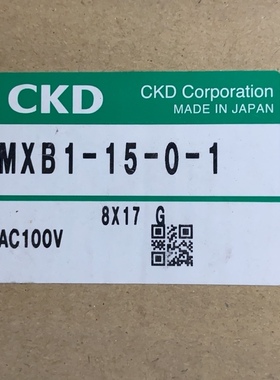 CKD
CKD Corporation
MADE IN JAPAN
MXB1-15-0-1
8X17 G
AC100V